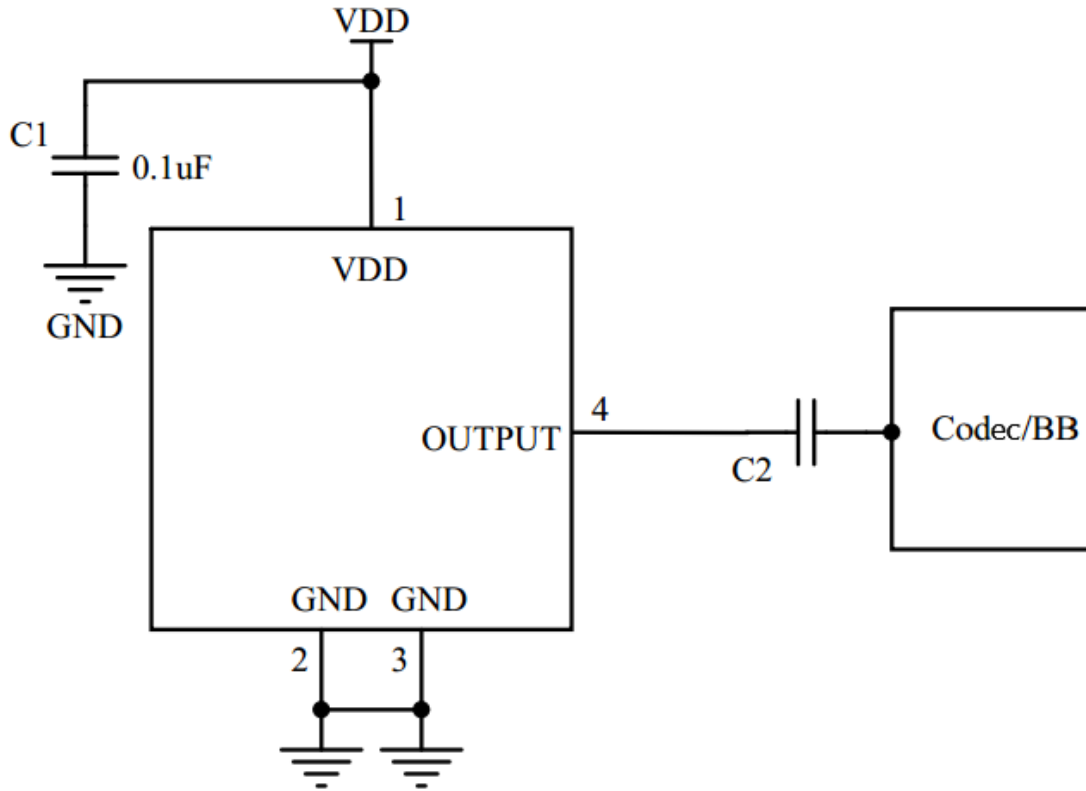 VDD
C1
0.1uF
GND
1
VDD
4
OUTPUT
C2
Codec/BB
GND GND
2 3